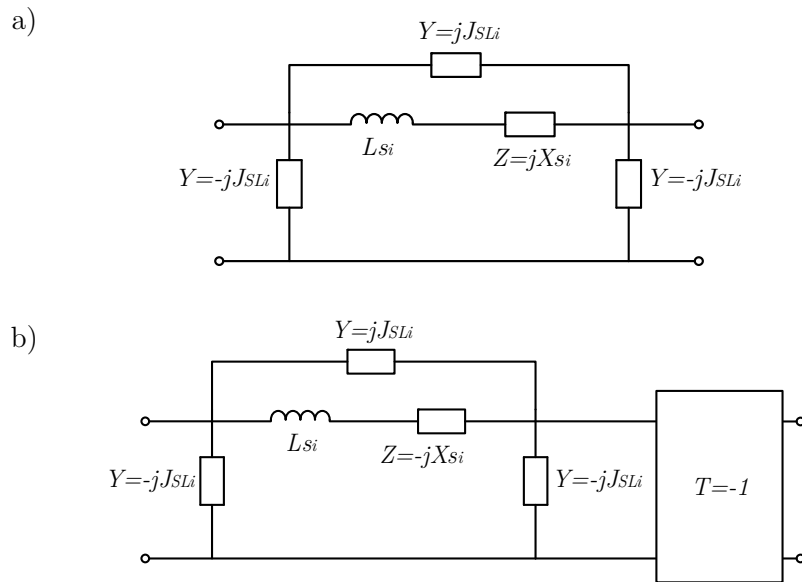 a)
Y=jJSLi
Lsi
Z=jXsi
Y=-jJSLi
Y=-jJSLi
b)
Y=jJSLi
Lsi
Z=-jXsi
Y=-jJSLi
Y=-jJSLi
T=-1